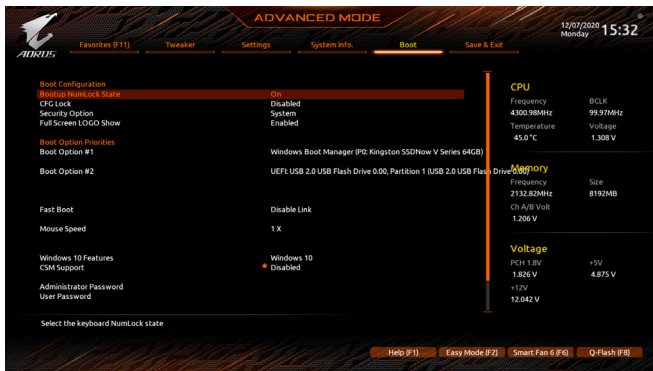 ADVANCED MODE
12/07/2020
Monday
15:32
AORUS
Favorites (F11) Tweaker Settings System Info. Boot Save & Exit
Boot Configuration
Bootup NumLock State On
CFG Lock Disabled
Security Option System
Full Screen LOGO Show Enabled
Boot Option Priorities
Boot Option #1 Windows Boot Manager (P0: Kingston SSDNow V Series 64GB)
Boot Option #2 UEFI: USB 2.0 USB Flash Drive 0.00, Partition 1 (USB 2.0 USB Flash Drive 0.00)
Fast Boot Disable Link
Mouse Speed 1 X
Windows 10 Features Windows 10
CSM Support Disabled
Administrator Password
User Password
CPU
Frequency BCLK
4300.98MHz 99.97MHz
Temperature Voltage
45.0 °C 1.308 V
Memory
Frequency Size
2132.82MHz 8192MB
Ch A/B Volt
1.206 V
Voltage
PCH 1.8V +5V
1.826 V 4.875 V
+12V
12.042 V
Select the keyboard NumLock state
Help (F1) Easy Mode (F2) Smart Fan 6 (F6) Q-Flash (F8)